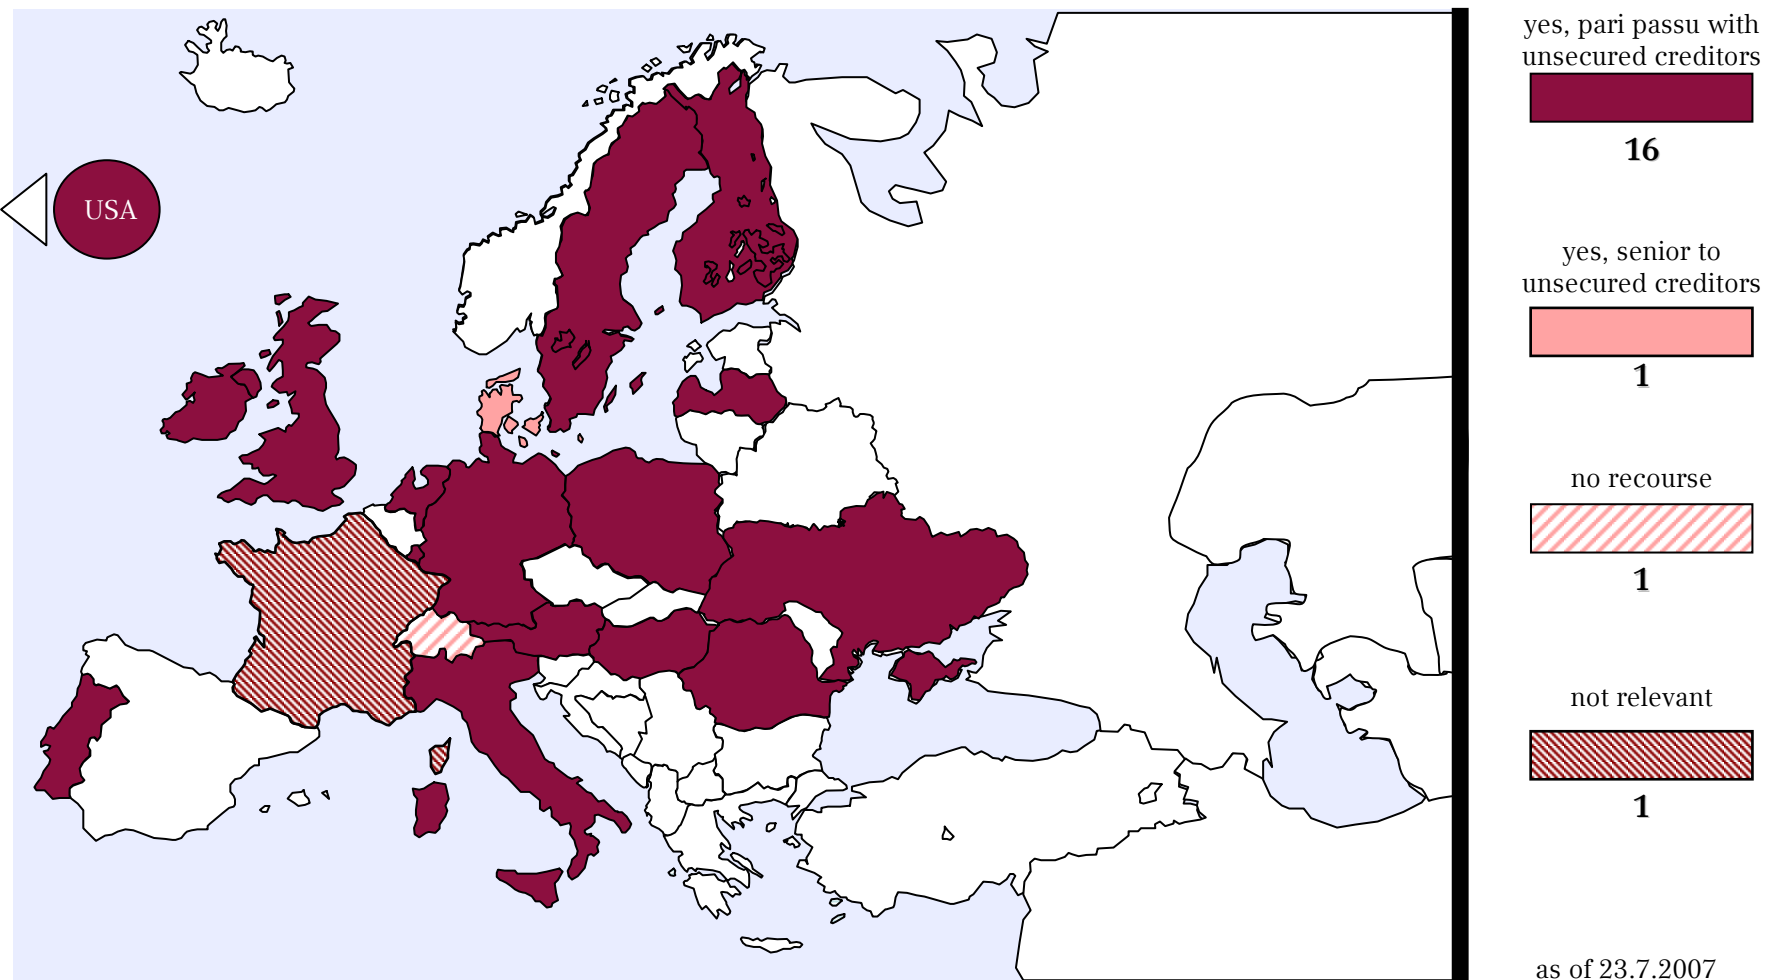 USA
yes, pari passu with
unsecured creditors
16
yes, senior to
unsecured creditors
1
no recourse
1
not relevant
1
as of 23.7.2007